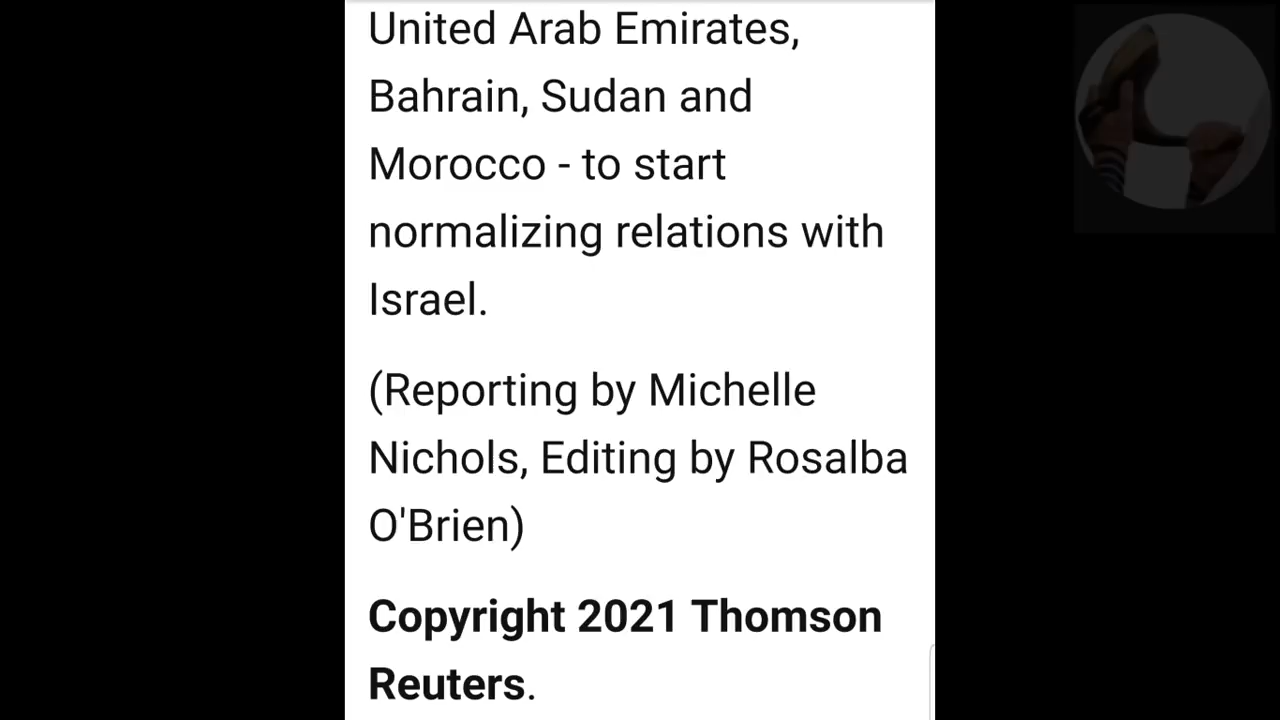 United Arab Emirates,
Bahrain, Sudan and
Morocco - to start
normalizing relations with
Israel.
(Reporting by Michelle
Nichols, Editing by Rosalba
O'Brien)
Copyright 2021 Thomson
Reuters.